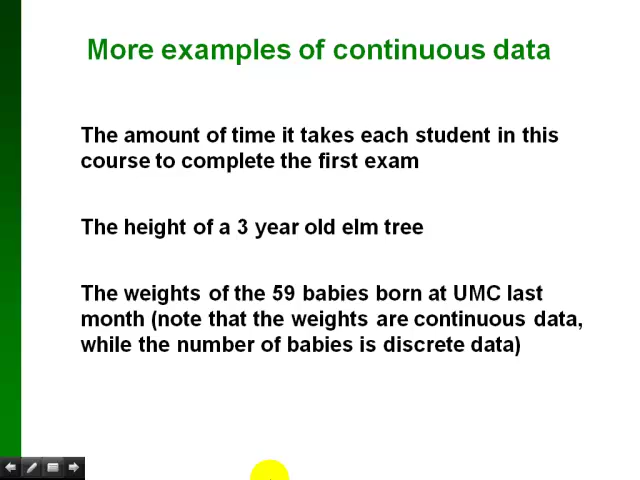 More examples of continuous data
The amount of time it takes each student in this
course to complete the first exam
The height of a 3 year old elm tree
The weights of the 59 babies born at UMC last
month (note that the weights are continuous data,
while the number of babies is discrete data)